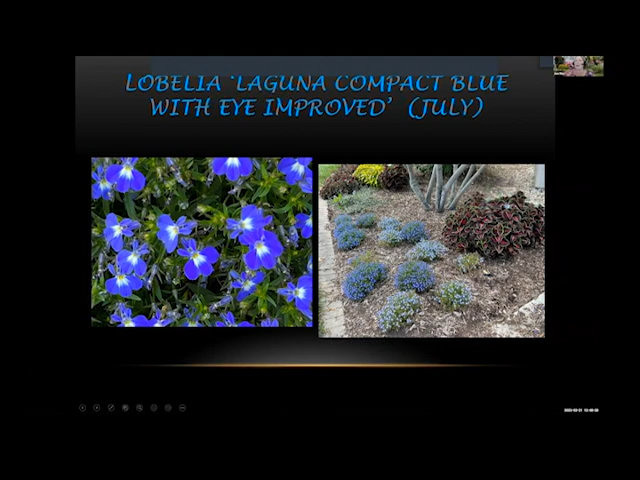 LOBELIA ‘LAGUNA COMPACT BLUE
WITH EYE IMPROVED’ (JULY)